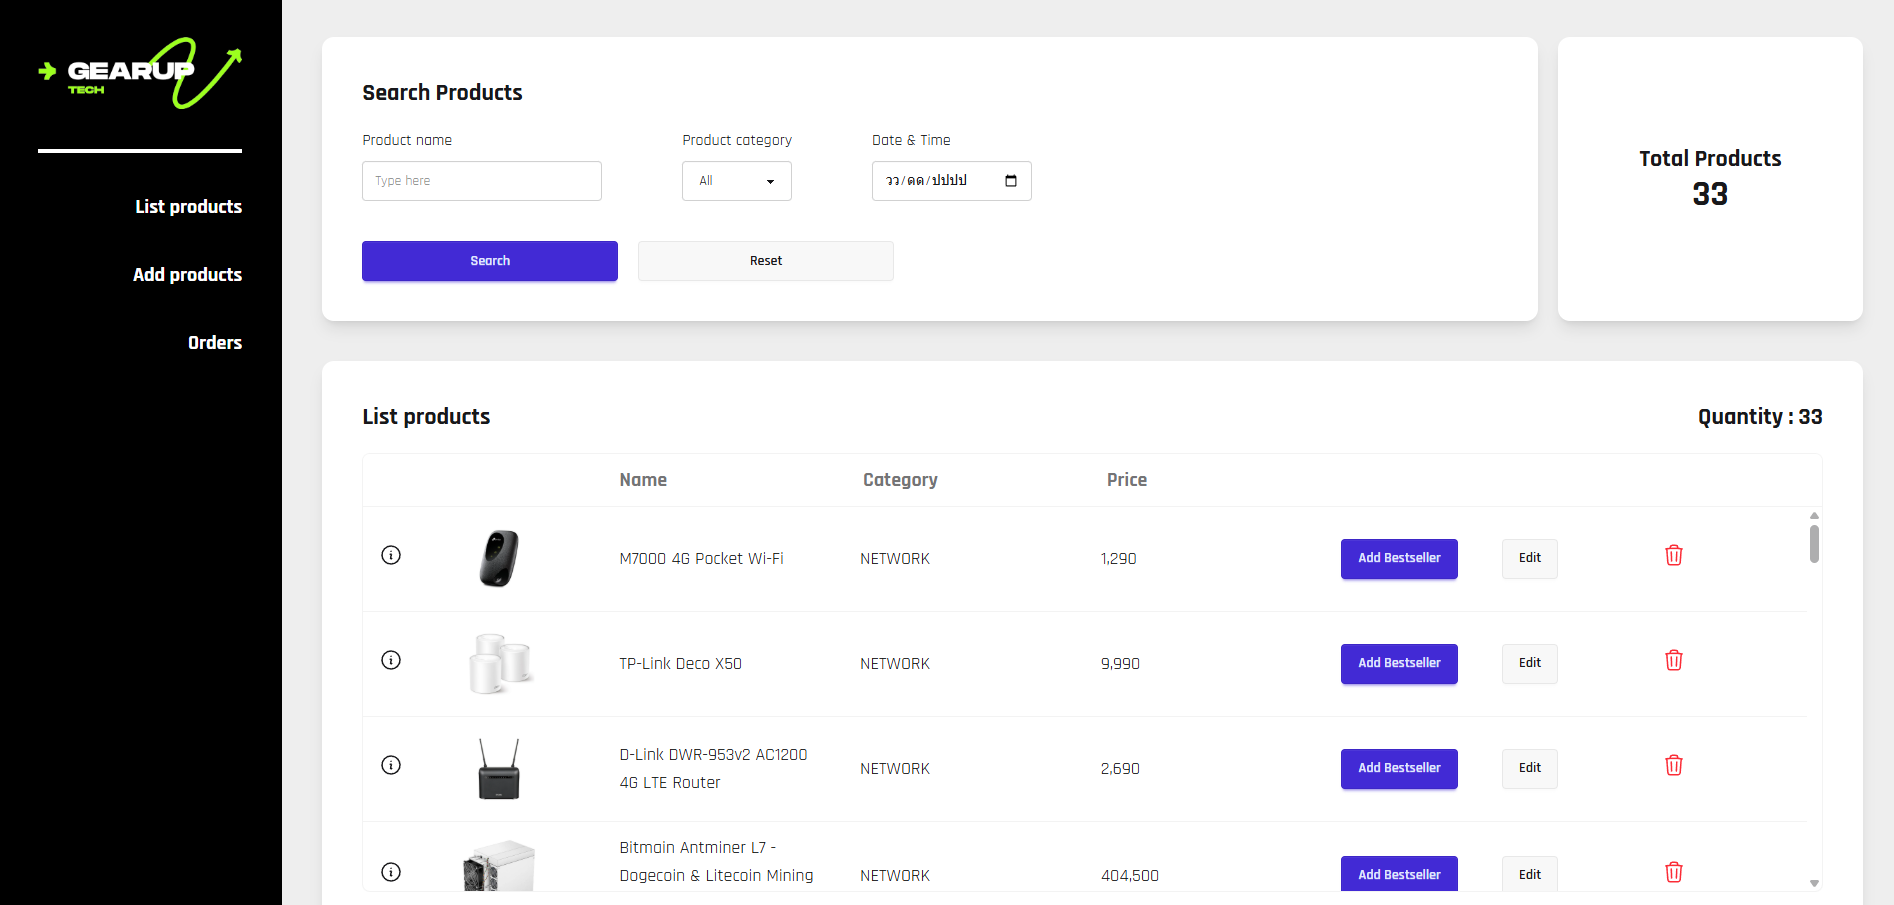 GEARUP
TECH
List products
Add products
Orders
Search Products
Product name
Product category
Date & Time
Type here
All
วว/ดด/ปปปป
Search
Reset
Total Products
33
List products
Quantity : 33
Name
Category
Price
M7000 4G Pocket Wi-Fi
NETWORK
1,290
Add Bestseller
Edit
TP-Link Deco X50
NETWORK
9,990
Add Bestseller
Edit
D-Link DWR-953v2 AC1200
4G LTE Router
NETWORK
2,690
Add Bestseller
Edit
Bitmain Antminer L7 -
Dogecoin & Litecoin Mining
NETWORK
404,500
Add Bestseller
Edit